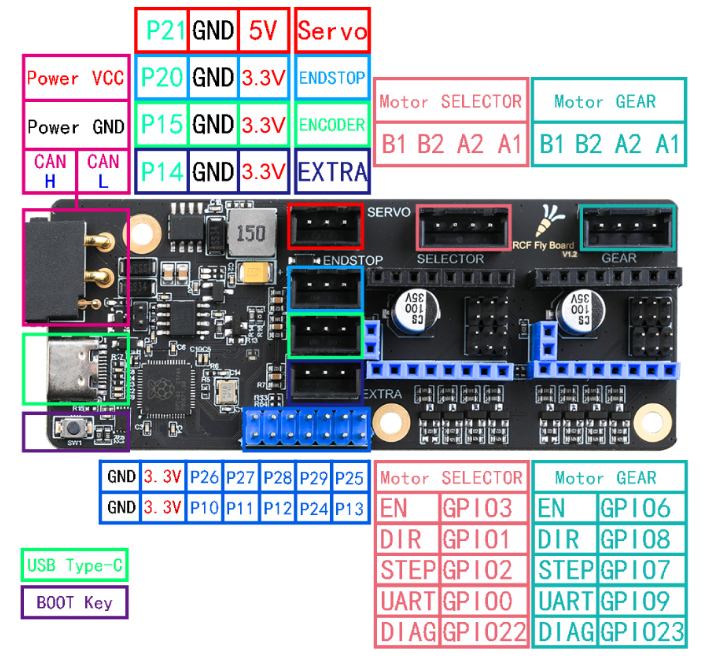 P21 GND 5V Servo
Power VCC P20 GND 3.3V ENDSTOP
Motor SELECTOR Motor GEAR
Power GND P15 GND 3.3V ENCODER
B1 B2 A2 A1 B1 B2 A2 A1
CAN H CAN L P14 GND 3.3V EXTRA
SERVO
150
RCF Fly Board
V1.2
ENDSTOP SELECTOR GEAR
CS 100 35V
CS 100 35V
EXTRA
SW1
GND 3.3V P26 P27 P28 P29 P25
GND 3.3V P10 P11 P12 P24 P13
Motor SELECTOR Motor GEAR
EN GPIO3 EN GPIO6
DIR GPIO1 DIR GPIO8
STEP GPIO2 STEP GPIO7
UART GPIO0 UART GPIO9
DIAG GPIO22 DIAG GPIO23
USB Type-C
BOOT Key